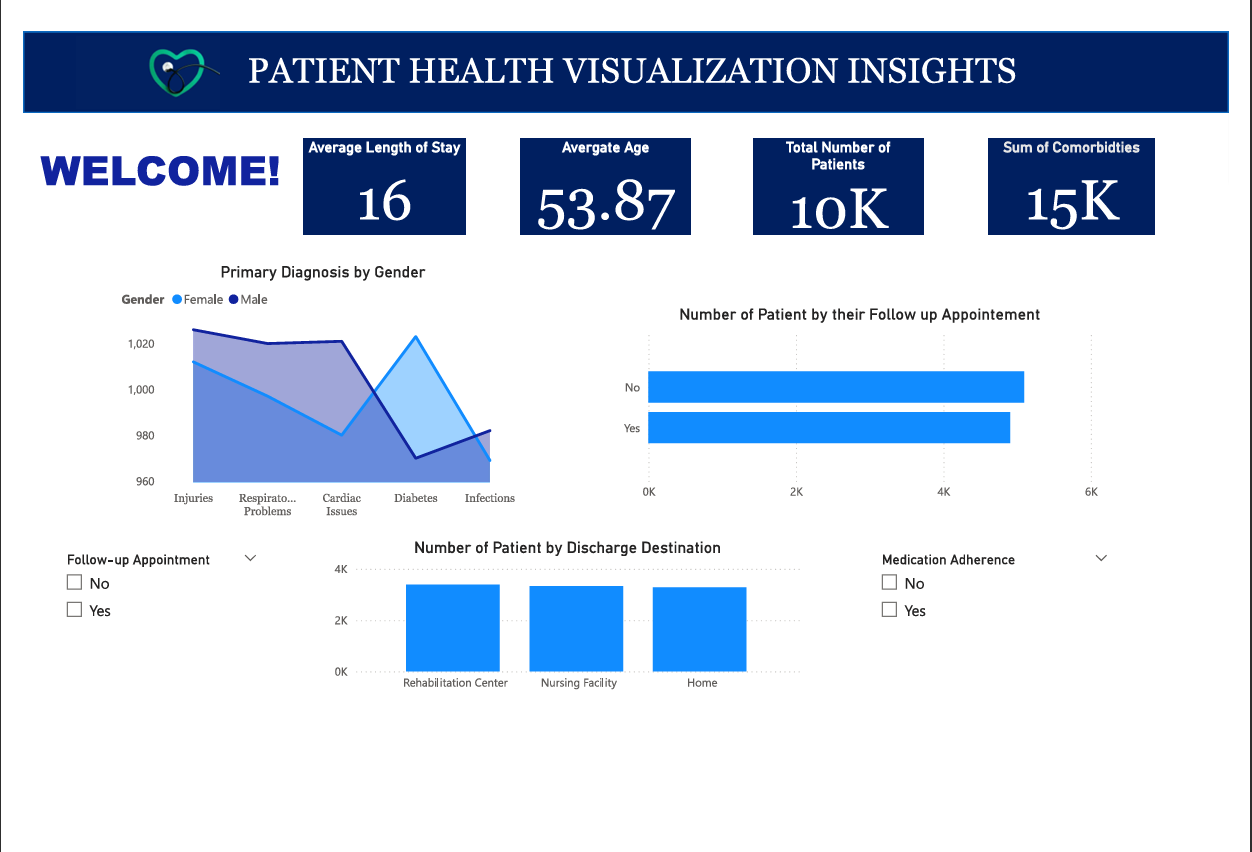 PATIENT HEALTH VISUALIZATION INSIGHTS
WELCOME!
Average Length of Stay
16
Avergate Age
53.87
Total Number of
Patients
10K
Sum of Comorbidties
15K
Primary Diagnosis by Gender
Gender Female Male
1,020
1,000
980
960
Injuries
Respirato...
Problems
Cardiac
Issues
Diabetes
Infections
Number of Patient by their Follow up Appointement
No
Yes
0K 2K 4K 6K
Follow-up Appointment
No
Yes
Number of Patient by Discharge Destination
4K
2K
0K
Rehabilitation Center Nursing Facility Home
Medication Adherence
No
Yes